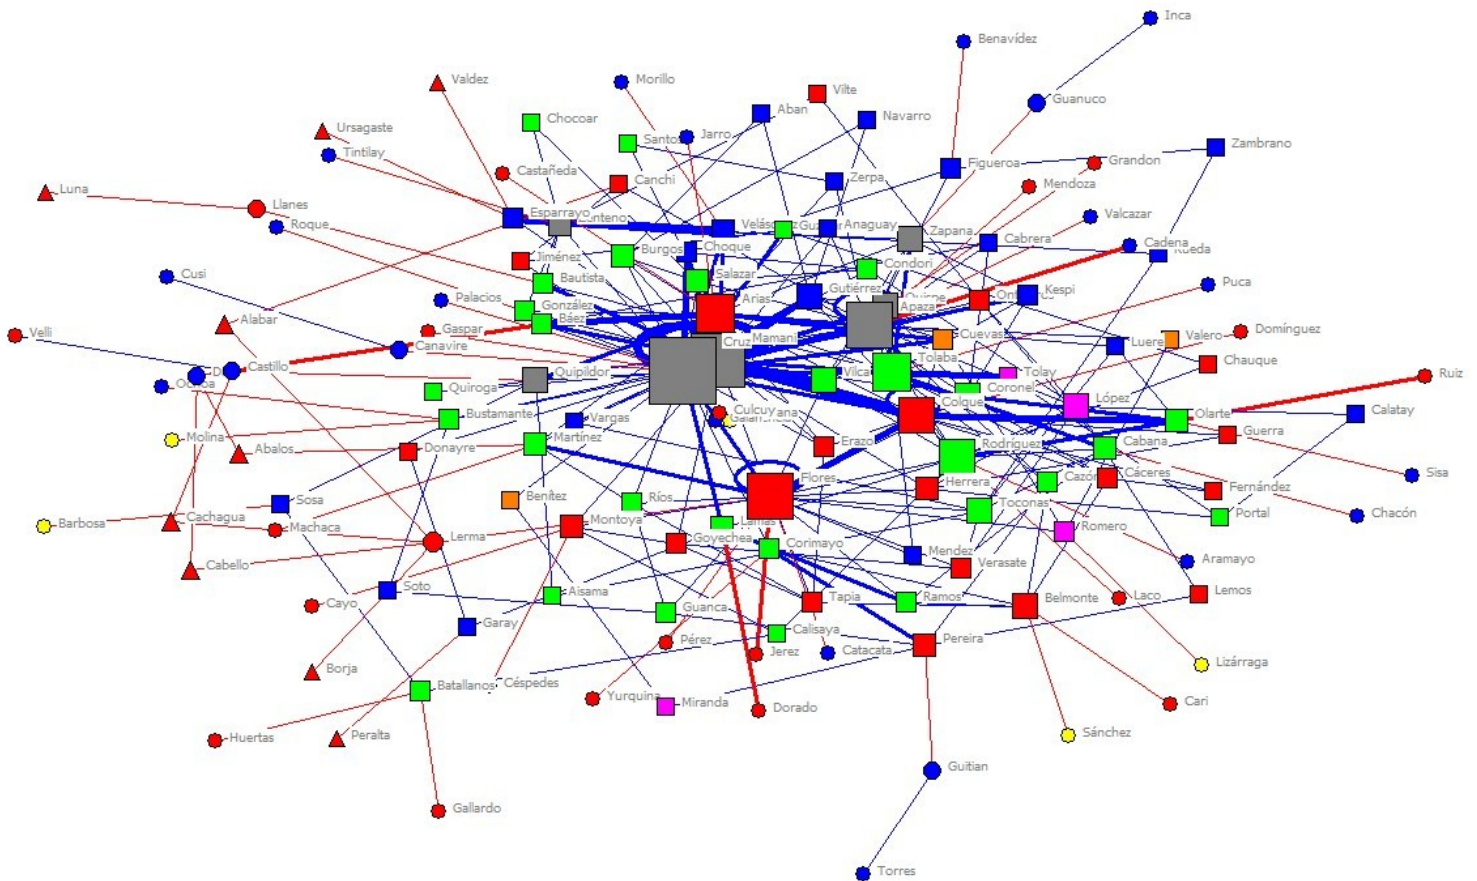 Inca
Benavídez
Morillo
Valdez
Vilte
Guanuco
Aban
Navarro
Chocoar
Ursagaste
Santos
Jarro
Zambrano
Tintilay
Castañeda
Figueroa
Grandon
Canchi
Zerpa
Mendoza
Luna
Llanes
Roque
Esparrayo
Anaguay
Zapana
Valcazar
Cabrera
Cadena
Burgos
Choque
Jiménez
Condori
Cusi
Bautista
Salazar
Gutiérrez
Kespi
Puca
Palacios
González
Arias
Apaza
Báez
Velli
Alabar
Gaspar
Cruz
Mamani
Cuevas
Valero
Domínguez
Canavire
Luere
Castillo
Tolaba
Chauque
Ochoa
Quipildor
Vilca
Tolay
Ruiz
Quiroga
Coronel
Colque
López
Bustamante
Vargas
Culcuy
Olarte
Calatay
Molina
Martínez
Erazo
Rodríguez
Cabana
Guerra
Abalos
Donayre
Sisa
Flores
Herrera
Cáceres
Fernández
Sosa
Benítez
Ríos
Toconas
Portal
Chacón
Barbosa
Cachagua
Machaca
Lerma
Montoya
Goyechea
Corimayo
Romero
Mendez
Verasate
Aramayo
Cabello
Soto
Aisama
Cayo
Guanca
Tapia
Ramos
Belmonte
Laco
Lemos
Garay
Calisaya
Pérez
Jerez
Catacata
Pereira
Borja
Batallanos
Céspedes
Yurquina
Miranda
Dorado
Lizárraga
Cari
Huertas
Peralta
Sánchez
Guitian
Gallardo
Torres